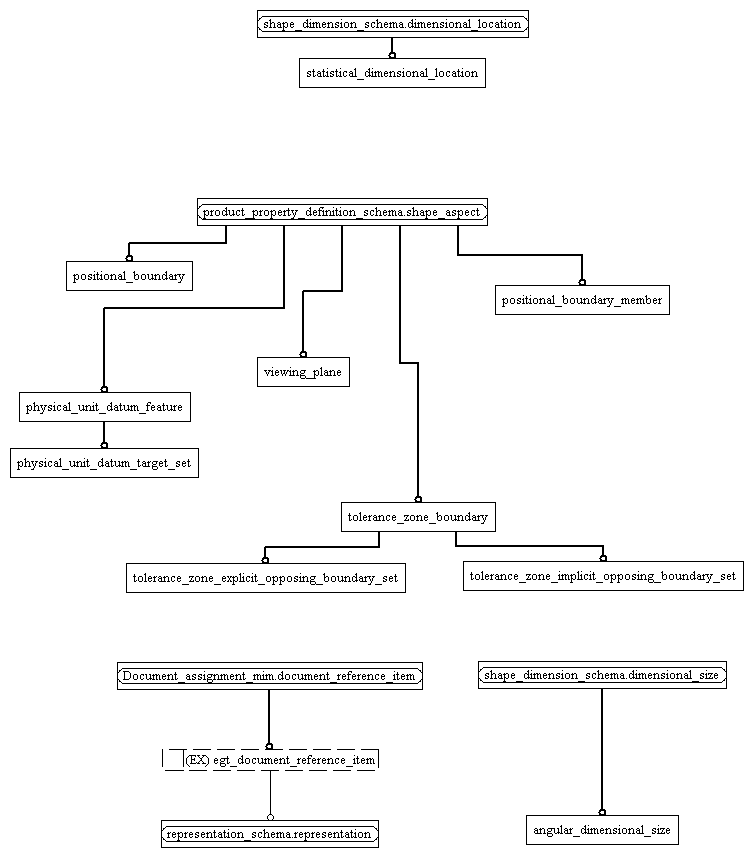 shape_dimension_schema.dimensional_location
statistical_dimensional_location
product_property_definition_schema.shape_aspect
positional_boundary
positional_boundary_member
viewing_plane
physical_unit_datum_feature
physical_unit_datum_target_set
tolerance_zone_boundary
tolerance_zone_explicit_opposing_boundary_set
tolerance_zone_implicit_opposing_boundary_set
Document_assignment_mim.document_reference_item
shape_dimension_schema.dimensional_size
(EX) egt_document_reference_item
representation_schema.representation
angular_dimensional_size